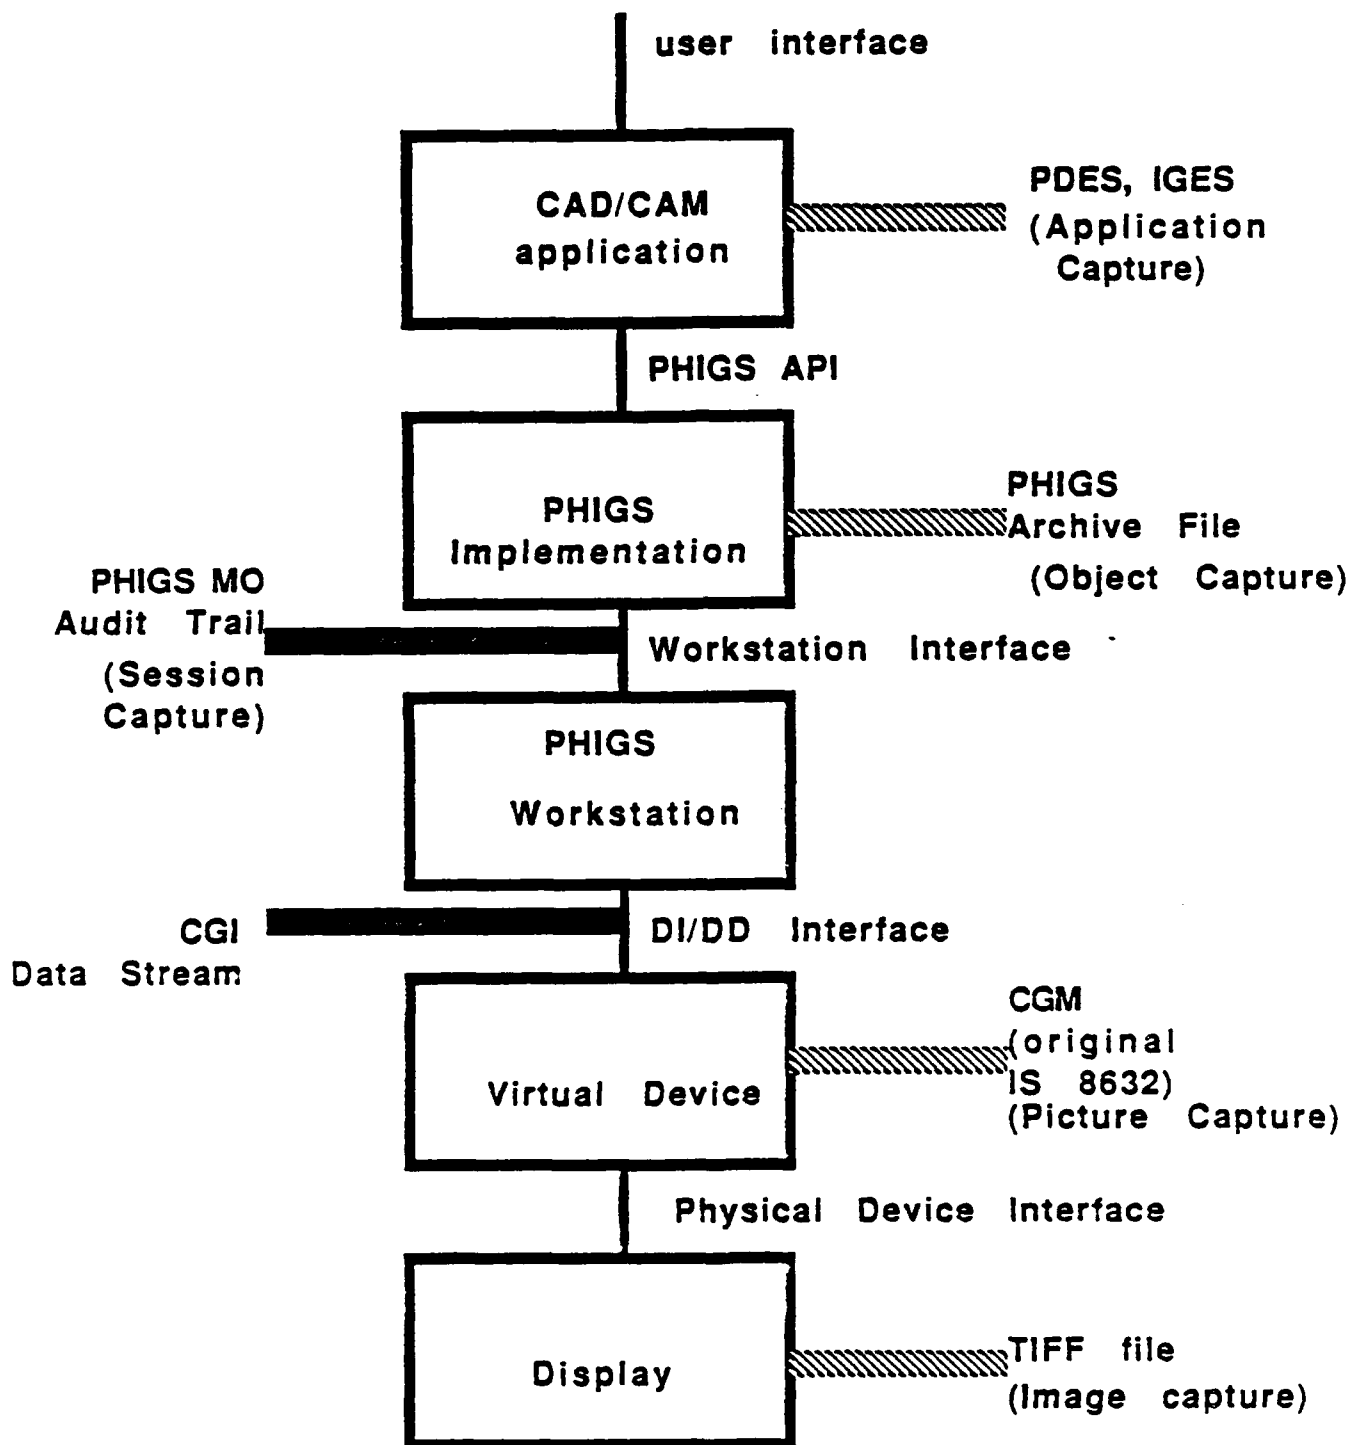 user interface
CAD/CAM
application
PDES, IGES
(Application
Capture)
PHIGS API
PHIGS
Implementation
PHIGS
Archive File
(Object Capture)
PHIGS MO
Audit Trail
(Session
Capture)
Workstation Interface
PHIGS
Workstation
CGI
Data Stream
DI/DD Interface
Virtual Device
CGM
(original
IS 8632)
(Picture Capture)
Physical Device Interface
Display
TIFF file
(Image capture)